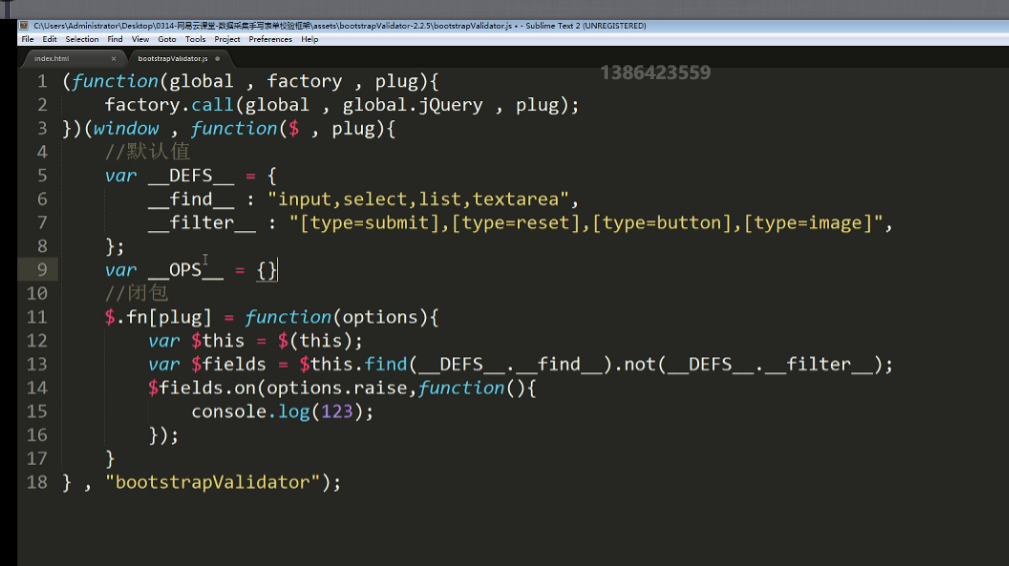 C:\Users\Administrator\Desktop\0314-网易云课堂-数据采集手写表单校验框架\assets\bootstrapValidator-2.2.5\bootstrapValidator.js • - Sublime Text 2 (UNREGISTERED)
File Edit Selection Find View Goto Tools Project Preferences Help
index.html × bootstrapValidator.js
1386423559
1 (function(global , factory , plug){
2 factory.call(global , global.jQuery , plug);
3 })(window , function($ , plug){
4 //默认值
5 var __DEFS__ = {
6 __find__ : "input,select,list,textarea",
7 __filter__ : "[type=submit],[type=reset],[type=button],[type=image]",
8 };
9 var __OPS__ = {}
10 //闭包
11 $.fn[plug] = function(options){
12 var $this = $(this);
13 var $fields = $this.find(__DEFS__.__find__).not(__DEFS__.__filter__);
14 $fields.on(options.raise,function(){
15 console.log(123);
16 });
17 }
18 } , "bootstrapValidator");